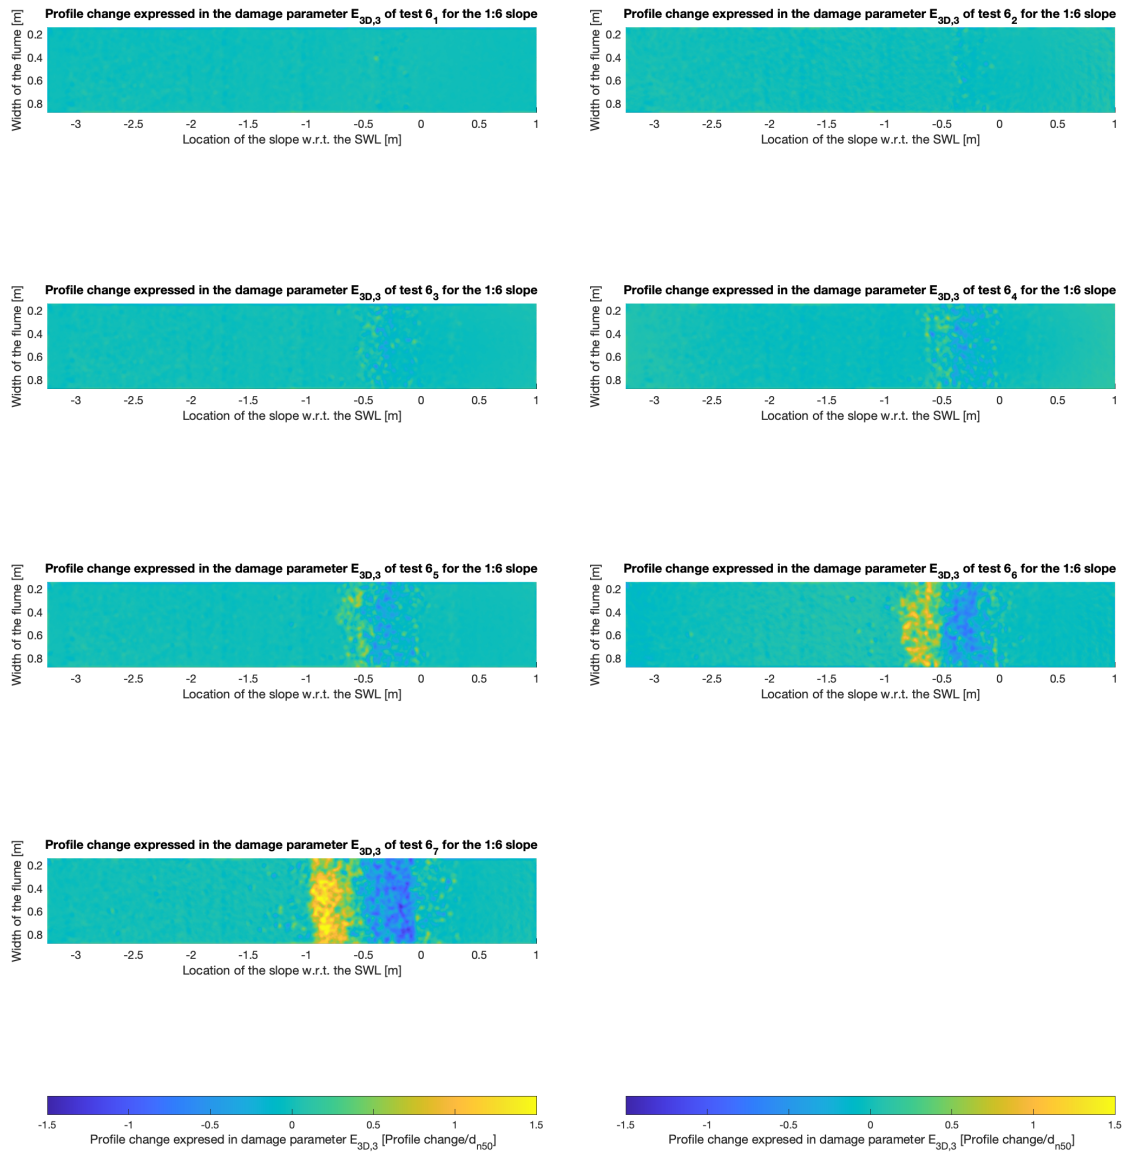 Profile change expressed in the damage parameter E3D,3 of test 61 for the 1:6 slope
Width of the flume [m]
0.2
0.4
0.6
0.8
-3 -2.5 -2 -1.5 -1 -0.5 0 0.5 1
Location of the slope w.r.t. the SWL [m]
Profile change expressed in the damage parameter E3D,3 of test 62 for the 1:6 slope
Width of the flume [m]
0.2
0.4
0.6
0.8
-3 -2.5 -2 -1.5 -1 -0.5 0 0.5 1
Location of the slope w.r.t. the SWL [m]
Profile change expressed in the damage parameter E3D,3 of test 63 for the 1:6 slope
Width of the flume [m]
0.2
0.4
0.6
0.8
-3 -2.5 -2 -1.5 -1 -0.5 0 0.5 1
Location of the slope w.r.t. the SWL [m]
Profile change expressed in the damage parameter E3D,3 of test 64 for the 1:6 slope
Width of the flume [m]
0.2
0.4
0.6
0.8
-3 -2.5 -2 -1.5 -1 -0.5 0 0.5 1
Location of the slope w.r.t. the SWL [m]
Profile change expressed in the damage parameter E3D,3 of test 65 for the 1:6 slope
Width of the flume [m]
0.2
0.4
0.6
0.8
-3 -2.5 -2 -1.5 -1 -0.5 0 0.5 1
Location of the slope w.r.t. the SWL [m]
Profile change expressed in the damage parameter E3D,3 of test 66 for the 1:6 slope
Width of the flume [m]
0.2
0.4
0.6
0.8
-3 -2.5 -2 -1.5 -1 -0.5 0 0.5 1
Location of the slope w.r.t. the SWL [m]
Profile change expressed in the damage parameter E3D,3 of test 67 for the 1:6 slope
Width of the flume [m]
0.2
0.4
0.6
0.8
-3 -2.5 -2 -1.5 -1 -0.5 0 0.5 1
Location of the slope w.r.t. the SWL [m]
-1.5 -1 -0.5 0 0.5 1 1.5
Profile change expresed in damage parameter E3D,3 [Profile change/dn50]
-1.5 -1 -0.5 0 0.5 1 1.5
Profile change expresed in damage parameter E3D,3 [Profile change/dn50]